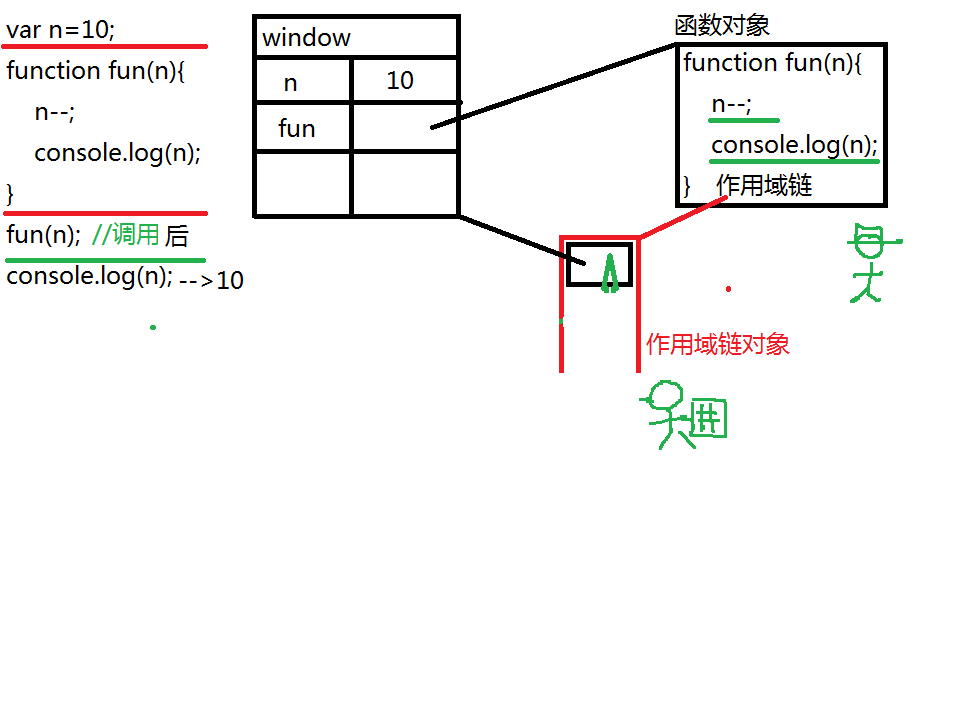 var n=10;
function fun(n){
n--;
console.log(n);
}
fun(n); //调用后
console.log(n); -->10
window
n 10
fun
函数对象
function fun(n){
n--;
console.log(n);
} 作用域链
作用域链对象